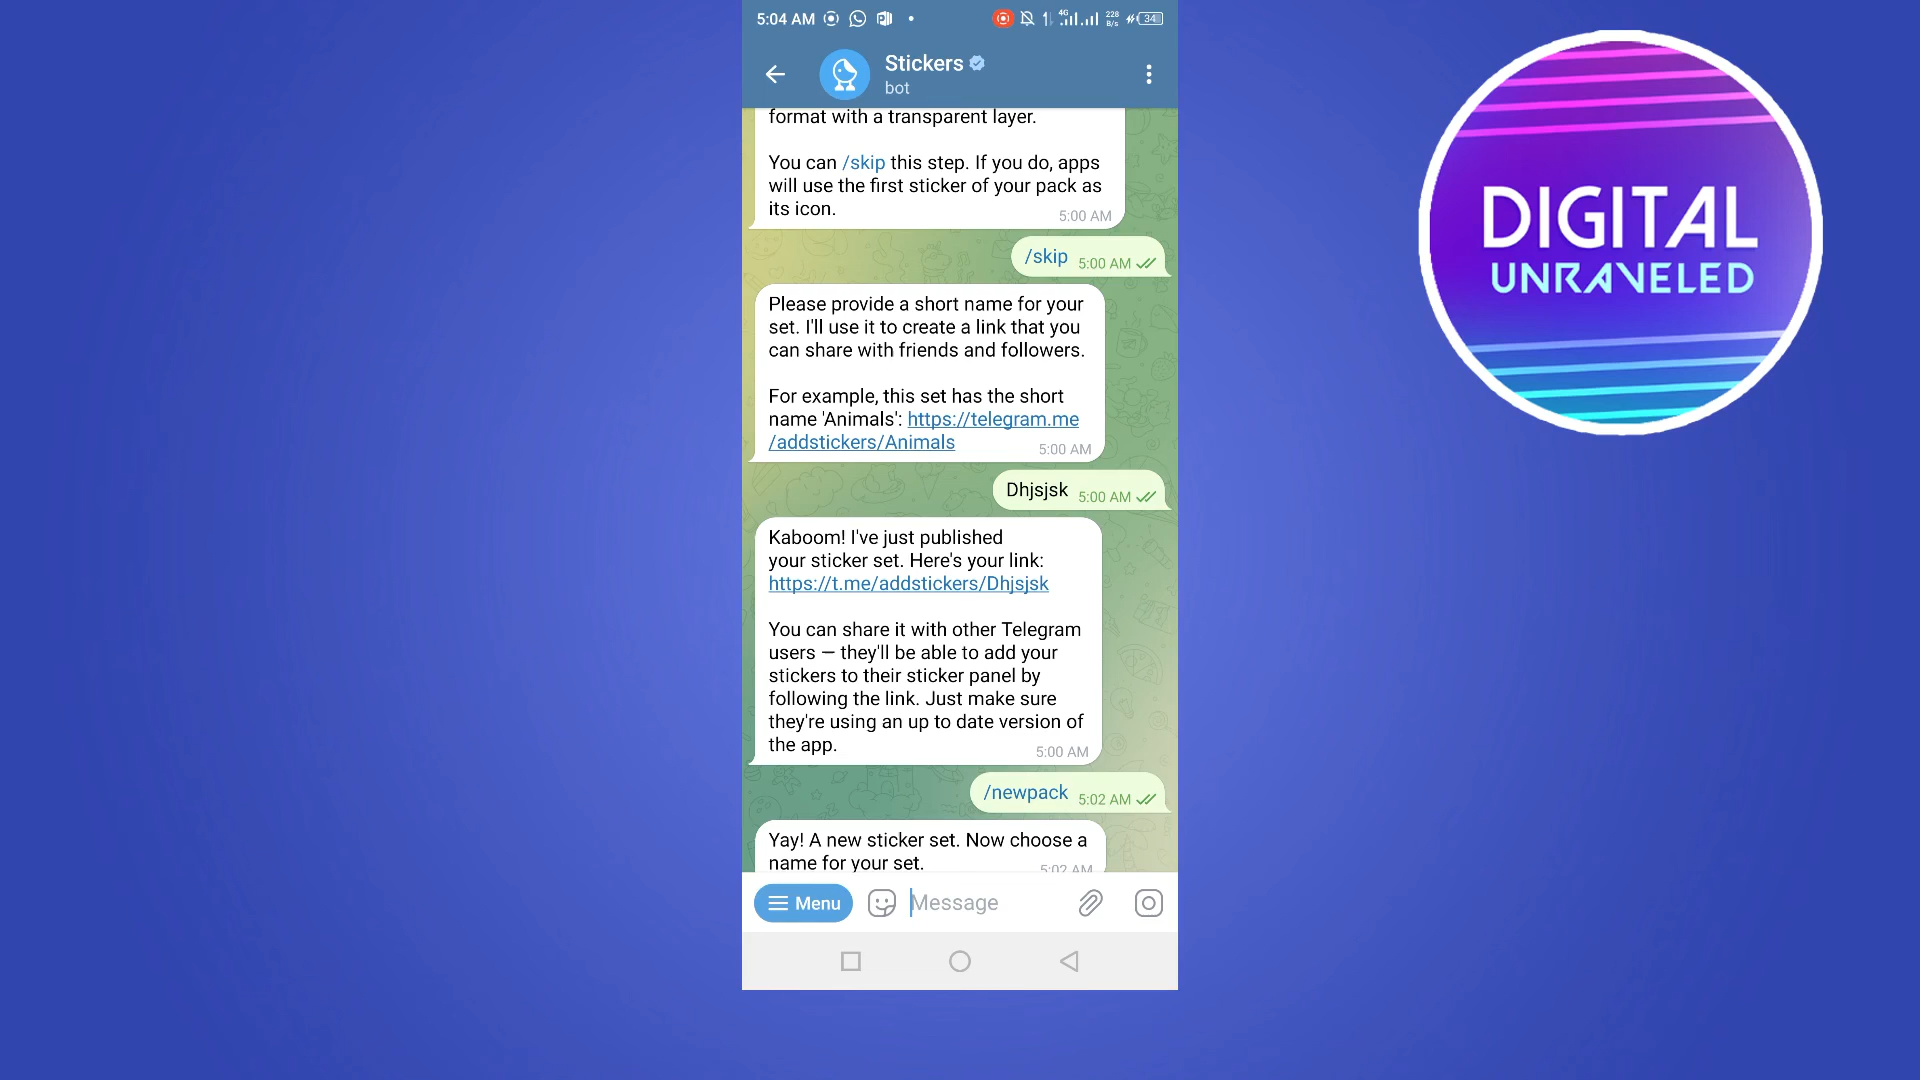 5:04 AM
4G
228
B/s
34
Stickers
bot
format with a transparent layer.
You can /skip this step. If you do, apps
will use the first sticker of your pack as
its icon.
5:00 AM
/skip 5:00 AM
Please provide a short name for your
set. I'll use it to create a link that you
can share with friends and followers.
For example, this set has the short
name 'Animals': https://telegram.me
/addstickers/Animals
5:00 AM
Dhjsjsk 5:00 AM
Kaboom! I've just published
your sticker set. Here's your link:
https://t.me/addstickers/Dhjsjsk
You can share it with other Telegram
users — they'll be able to add your
stickers to their sticker panel by
following the link. Just make sure
they're using an up to date version of
the app.
5:00 AM
/newpack 5:02 AM
Yay! A new sticker set. Now choose a
name for your set.
5:02 AM
Menu
Message
DIGITAL
UNRAVELED